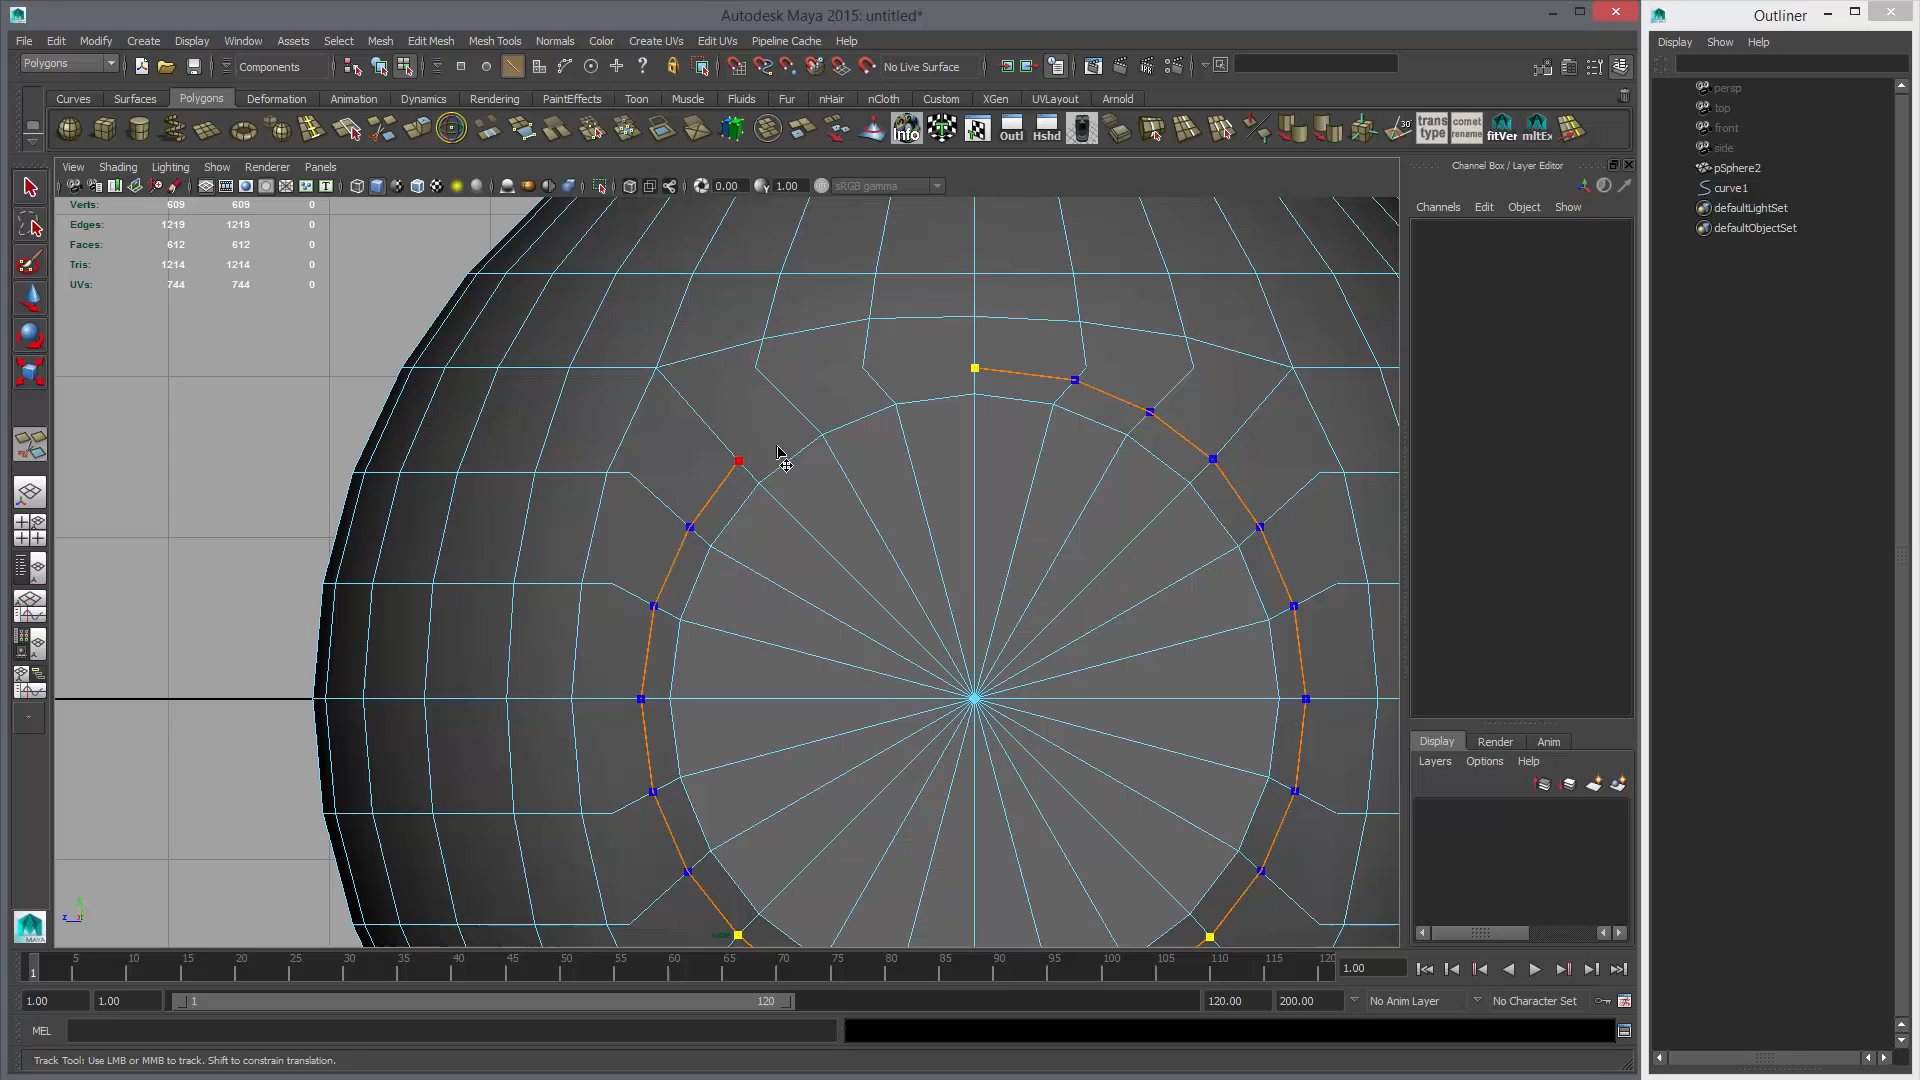 Autodesk Maya 2015: untitled*
Outliner
File Edit Modify Create Display Window Assets Select Mesh Edit Mesh Mesh Tools Normals Color Create UVs Edit UVs Pipeline Cache Help
Display Show Help
Polygons
Components
No Live Surface
Curves Surfaces Polygons Deformation Animation Dynamics Rendering PaintEffects Toon Muscle Fluids Fur nHair nCloth Custom XGen UVLayout Arnold
persp
top
front
side
pSphere2
curve1
defaultLightSet
defaultObjectSet
Info
Outl
Hshd
30°
trans type
comet rename
fitVer
mltEx
View Shading Lighting Show Renderer Panels
0.00
1.00
sRGB gamma
Channel Box / Layer Editor
Channels Edit Object Show
Verts: 609 609 0
Edges: 1219 1219 0
Faces: 612 612 0
Tris: 1214 1214 0
UVs: 744 744 0
Display Render Anim
Layers Options Help
z
MAYA
1 5 10 15 20 25 30 35 40 45 50 55 60 65 70 75 80 85 90 95 100 105 110 115 120
1.00
1.00
1.00
1
120
120.00
200.00
No Anim Layer
No Character Set
MEL
Track Tool: Use LMB or MMB to track. Shift to constrain translation.